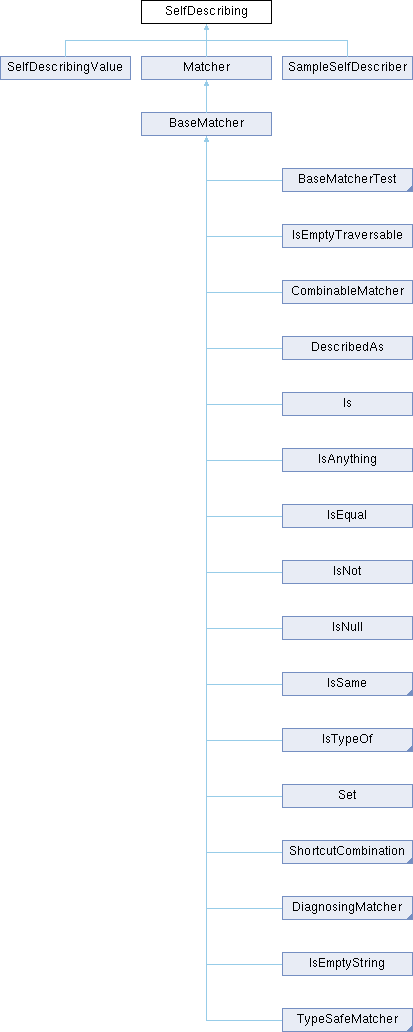 SelfDescribing
SelfDescribingValue
Matcher
SampleSelfDescriber
BaseMatcher
BaseMatcherTest
IsEmptyTraversable
CombinableMatcher
DescribedAs
Is
IsAnything
IsEqual
IsNot
IsNull
IsSame
IsTypeOf
Set
ShortcutCombination
DiagnosingMatcher
IsEmptyString
TypeSafeMatcher